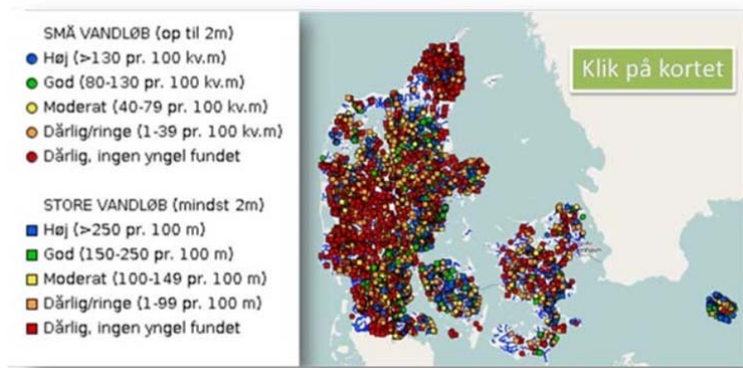 SMÅ VANDLØB (op til 2m)
Høj (>130 pr. 100 kv.m)
God (80-130 pr. 100 kv.m)
Moderat (40-79 pr. 100 kv.m)
Dårlig/ringe (1-39 pr. 100 kv.m)
Dårlig, ingen yngel fundet
STORE VANDLØB (mindst 2m)
Høj (>250 pr. 100 m)
God (150-250 pr. 100 m)
Moderat (100-149 pr. 100 m)
Dårlig/ringe (1-99 pr. 100 m)
Dårlig, ingen yngel fundet
Klik på kortet